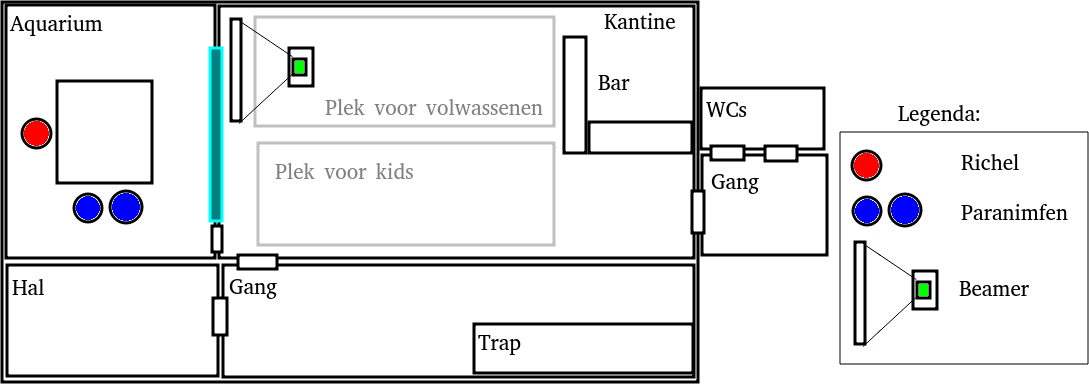 Aquarium
Kantine
Bar
Plek voor volwassenen
Plek voor kids
WCs
Gang
Hal
Gang
Trap
Legenda:
Richel
Paranimfen
Beamer